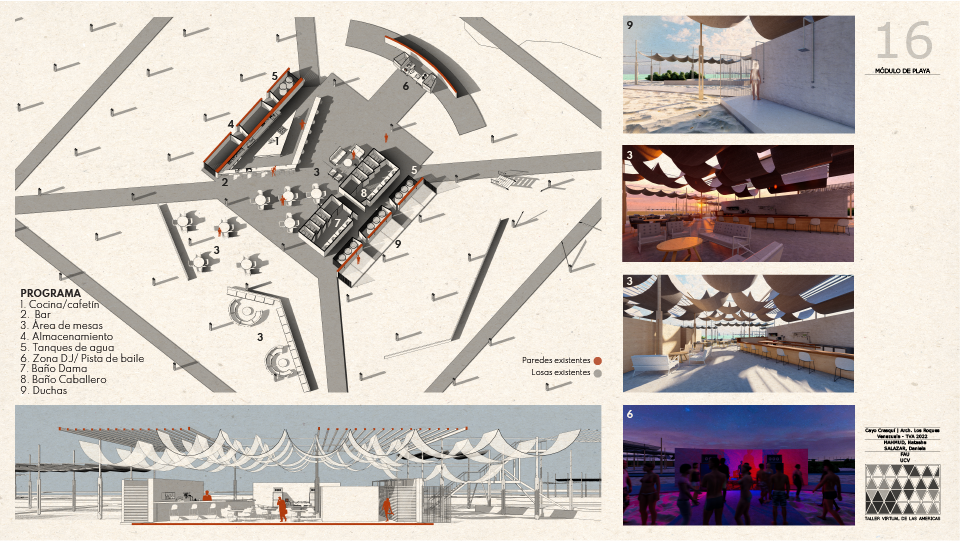 5
4
1
2
3
6
8
5
7
9
3
3
PROGRAMA
1. Cocina/cafetín
2. Bar
3. Área de mesas
4. Almacenamiento
5. Tanques de agua
6. Zona DJ/ Pista de baile
7. Baño Dama
8. Baño Caballero
9. Duchas
Paredes existentes
Losas existentes
9
3
3
6
16
MÓDULO DE PLAYA
Cayo Crasquí | Arch. Los Roques
Venezuela - TVA 2022
MAHMUD, Natasha
SALAZAR, Daniela
FAU
UCV
TALLER VIRTUAL DE LAS AMERICAS